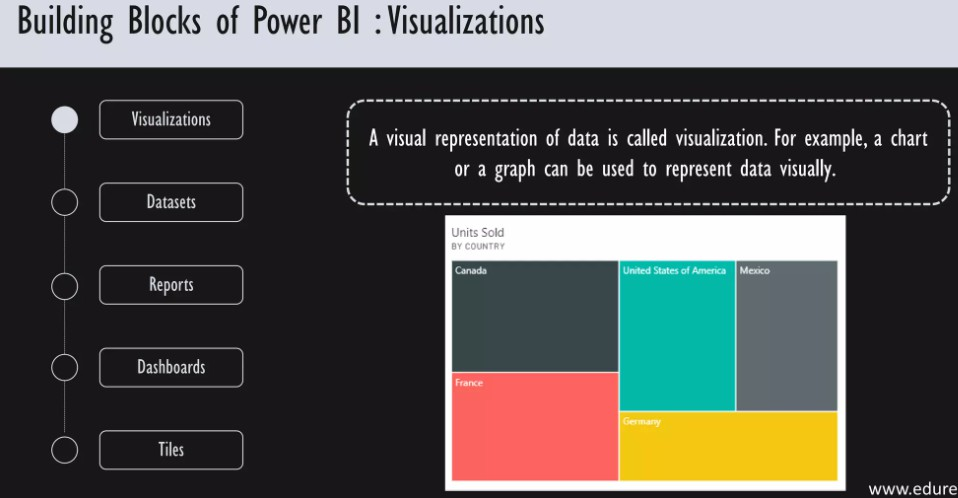 Building Blocks of Power BI : Visualizations
Visualizations
Datasets
Reports
Dashboards
Tiles
A visual representation of data is called visualization. For example, a chart
or a graph can be used to represent data visually.
Units Sold
BY COUNTRY
Canada
United States of America
Mexico
France
Germany
www.edure